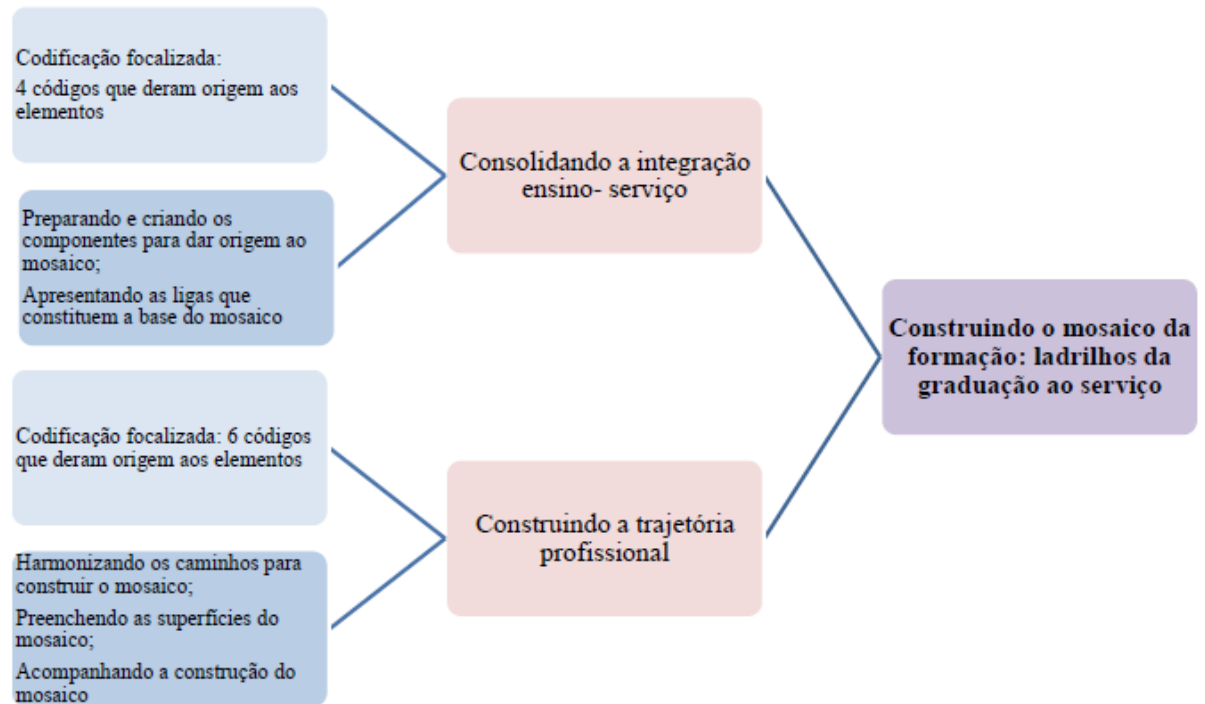 Codificação focalizada:
4 códigos que deram origem aos
elementos
Preparando e criando os
componentes para dar origem ao
mosaico;
Apresentando as ligas que
constituem a base do mosaico
Consolidando a integração
ensino- serviço
Codificação focalizada: 6 códigos
que deram origem aos elementos
Harmonizando os caminhos para
construir o mosaico;
Preenchendo as superfícies do
mosaico;
Acompanhando a construção do
mosaico
Construindo a trajetória
profissional
Construindo o mosaico da
formação: ladrilhos da
graduação ao serviço